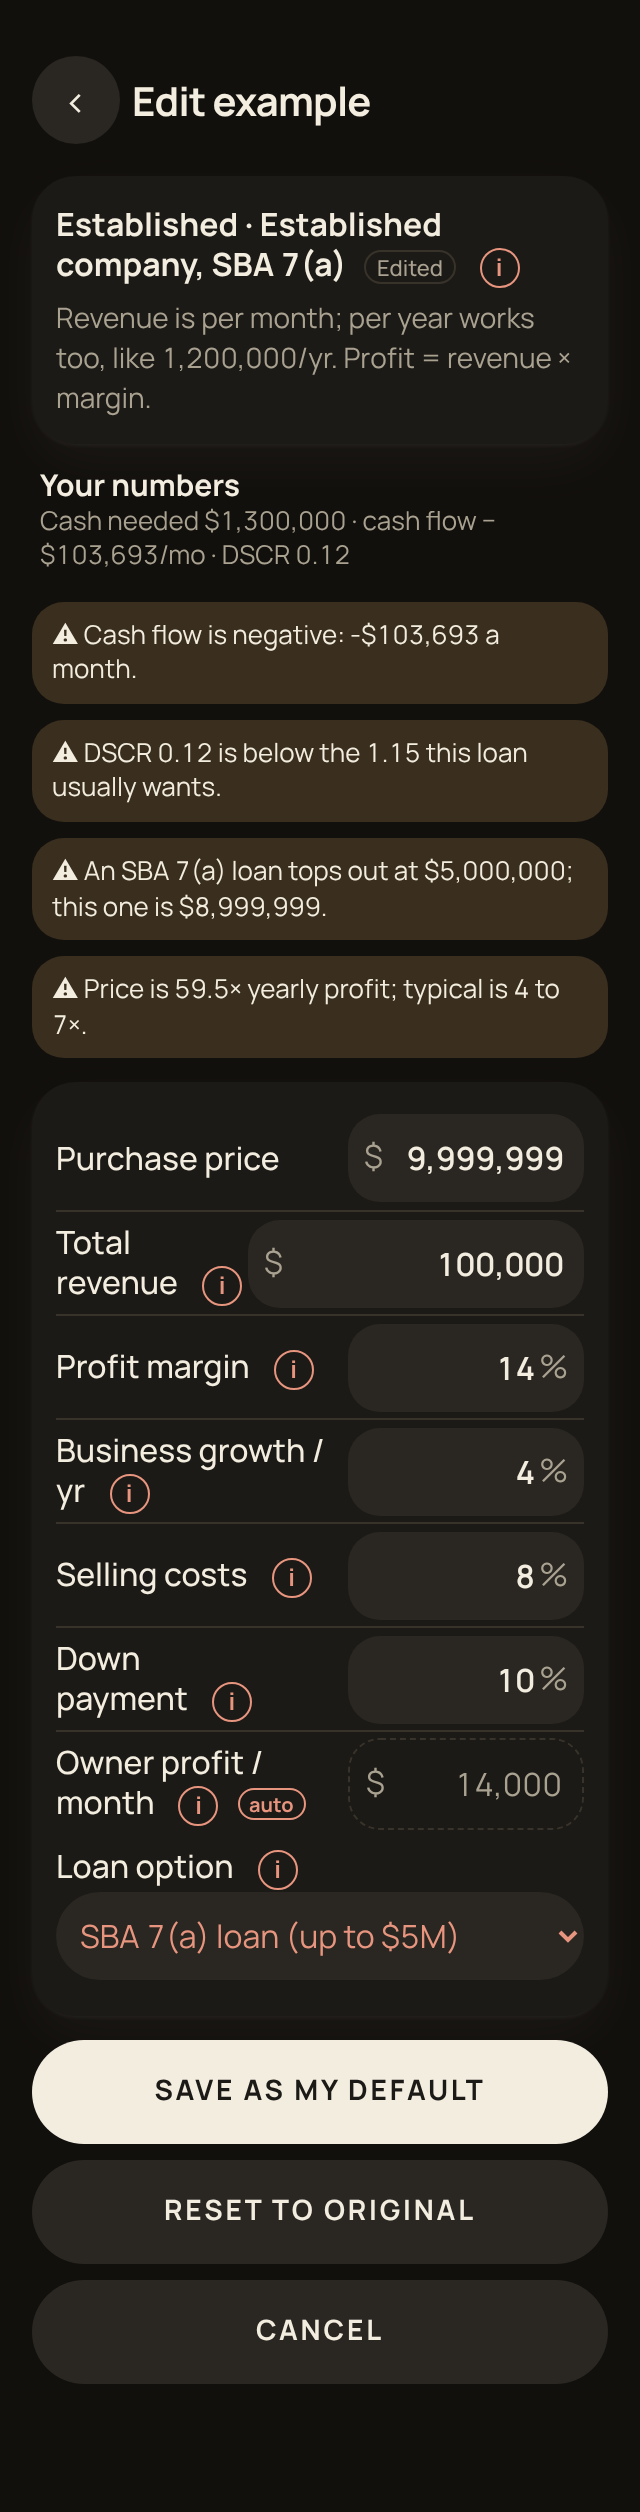 ‹ Edit example
Established · Established
company, SBA 7(a) Edited i
Revenue is per month; per year works
too, like 1,200,000/yr. Profit = revenue ×
margin.
Your numbers
Cash needed $1,300,000 · cash flow −
$103,693/mo · DSCR 0.12
⚠ Cash flow is negative: -$103,693 a
month.
⚠ DSCR 0.12 is below the 1.15 this loan
usually wants.
⚠ An SBA 7(a) loan tops out at $5,000,000;
this one is $8,999,999.
⚠ Price is 59.5× yearly profit; typical is 4 to
7×.
Purchase price $ 9,999,999
Total
revenue i $ 100,000
Profit margin i 14 %
Business growth /
yr i 4 %
Selling costs i 8 %
Down
payment i 10 %
Owner profit /
month i auto $ 14,000
Loan option i
SBA 7(a) loan (up to $5M)
SAVE AS MY DEFAULT
RESET TO ORIGINAL
CANCEL